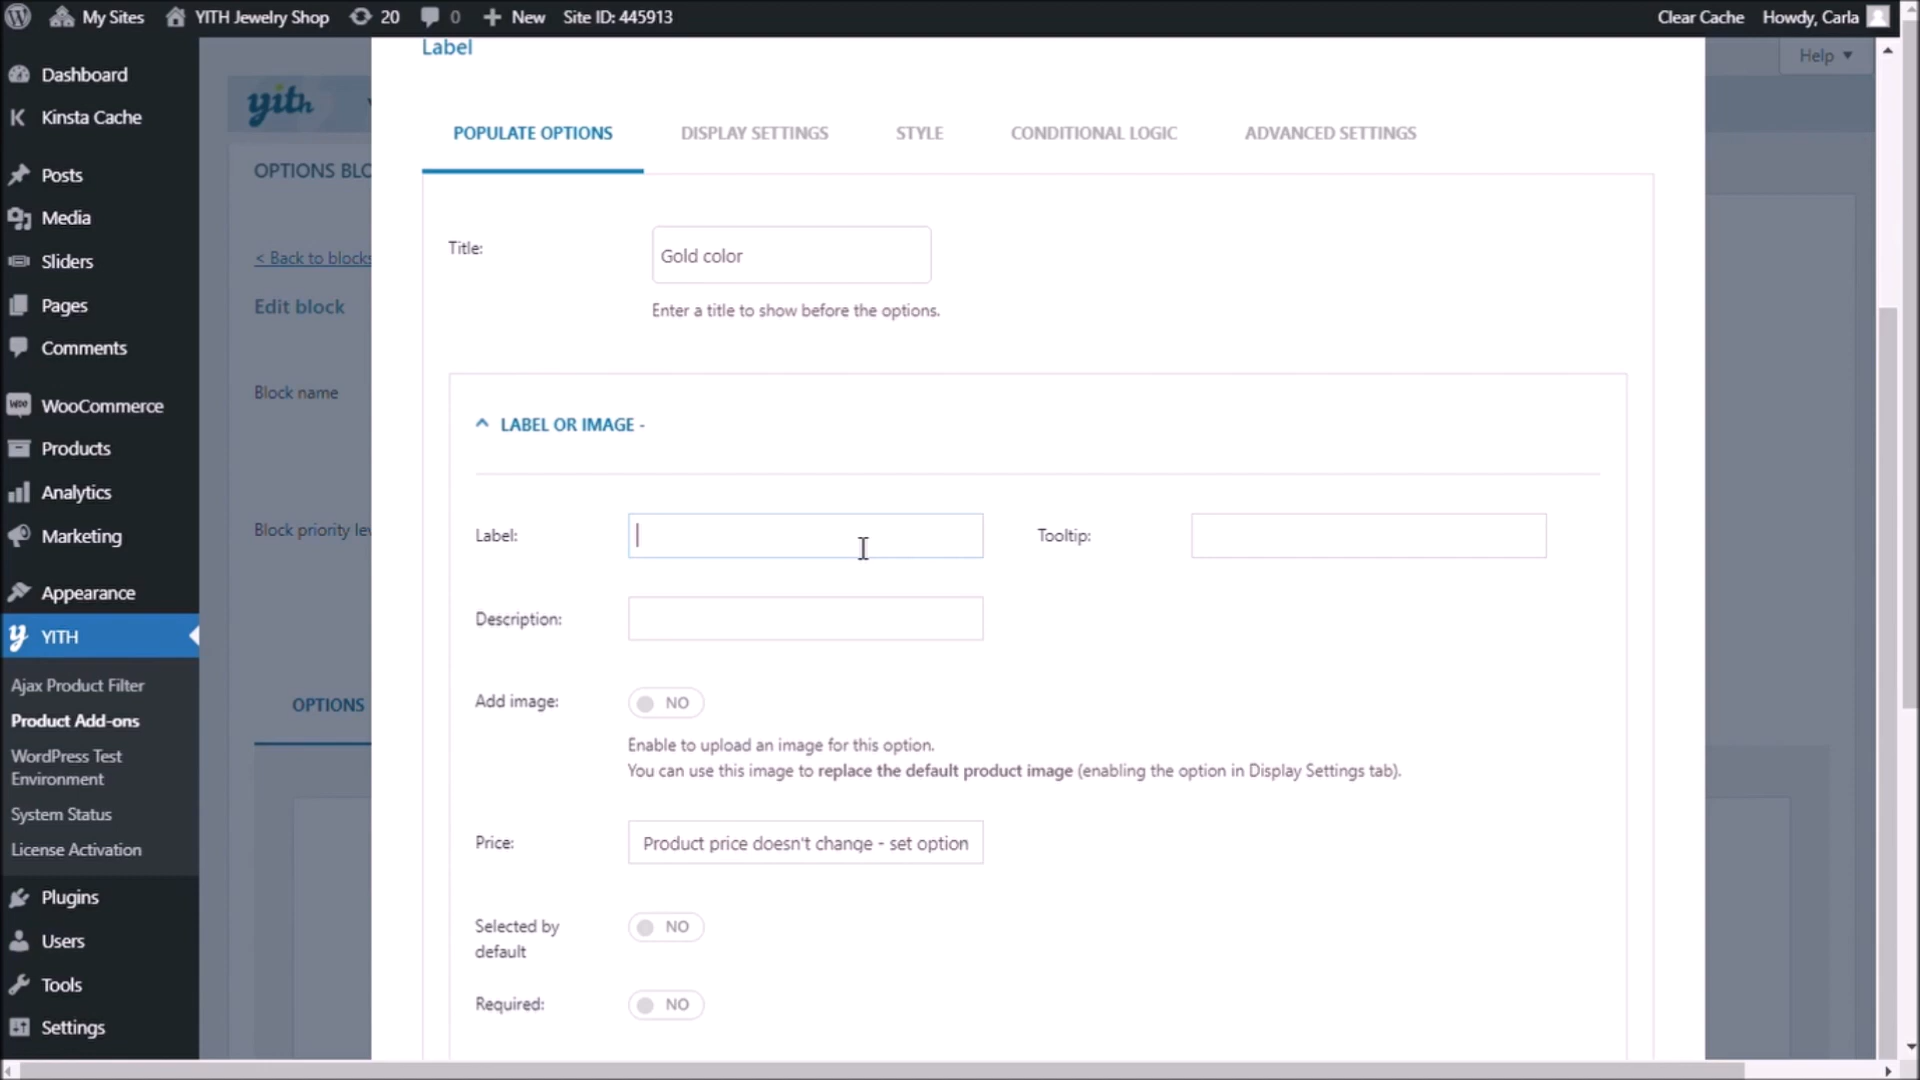 My Sites
YITH Jewelry Shop
20
0
New
Site ID: 445913
Clear Cache
Howdy, Carla
Dashboard
Kinsta Cache
Posts
Media
Sliders
Pages
Comments
WooCommerce
Products
Analytics
Marketing
Appearance
YITH
Ajax Product Filter
Product Add-ons
WordPress Test
Environment
System Status
License Activation
Plugins
Users
Tools
Settings
Help
yith
OPTIONS BLO
< Back to blocks
Edit block
Block name
Block priority lev
OPTIONS
Label
POPULATE OPTIONS
DISPLAY SETTINGS
STYLE
CONDITIONAL LOGIC
ADVANCED SETTINGS
Title:
Gold color
Enter a title to show before the options.
LABEL OR IMAGE -
Label:
Tooltip:
Description:
Add image:
NO
Enable to upload an image for this option.
You can use this image to replace the default product image (enabling the option in Display Settings tab).
Price:
Product price doesn't change - set option
Selected by
default
NO
Required:
NO